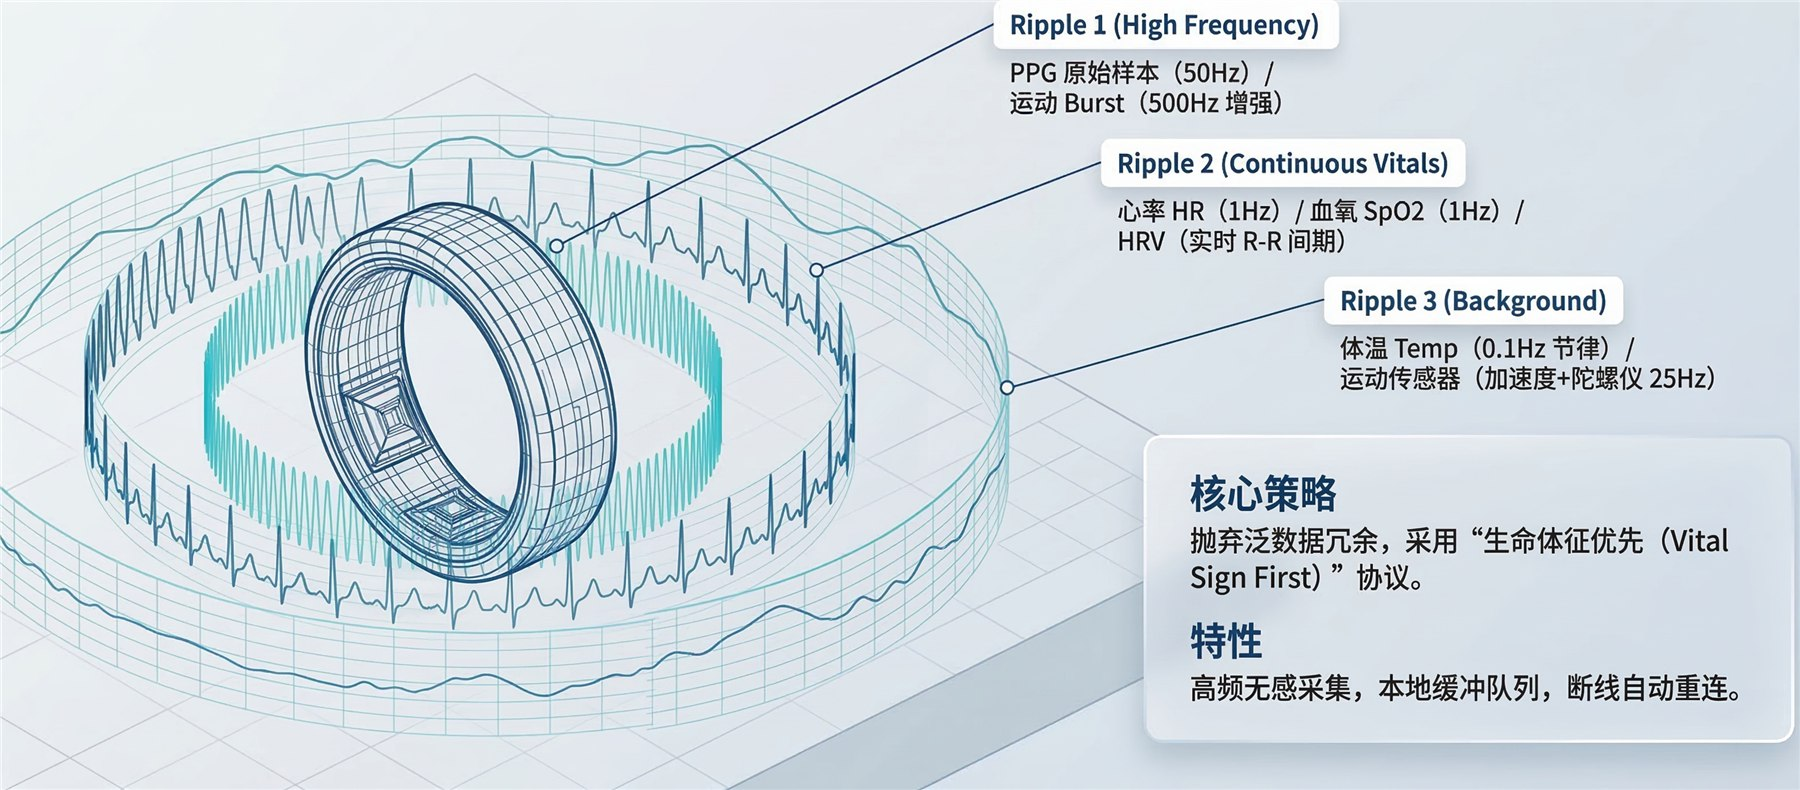 Ripple 1 (High Frequency)
PPG 原始样本（50Hz）/
运动 Burst（500Hz 增强）
Ripple 2 (Continuous Vitals)
心率 HR（1Hz）/ 血氧 SpO2（1Hz）/
HRV（实时 R-R 间期）
Ripple 3 (Background)
体温 Temp（0.1Hz 节律）/
运动传感器（加速度+陀螺仪 25Hz）
核心策略
抛弃泛数据冗余，采用“生命体征优先（Vital
Sign First）”协议。
特性
高频无感采集，本地缓冲队列，断线自动重连。